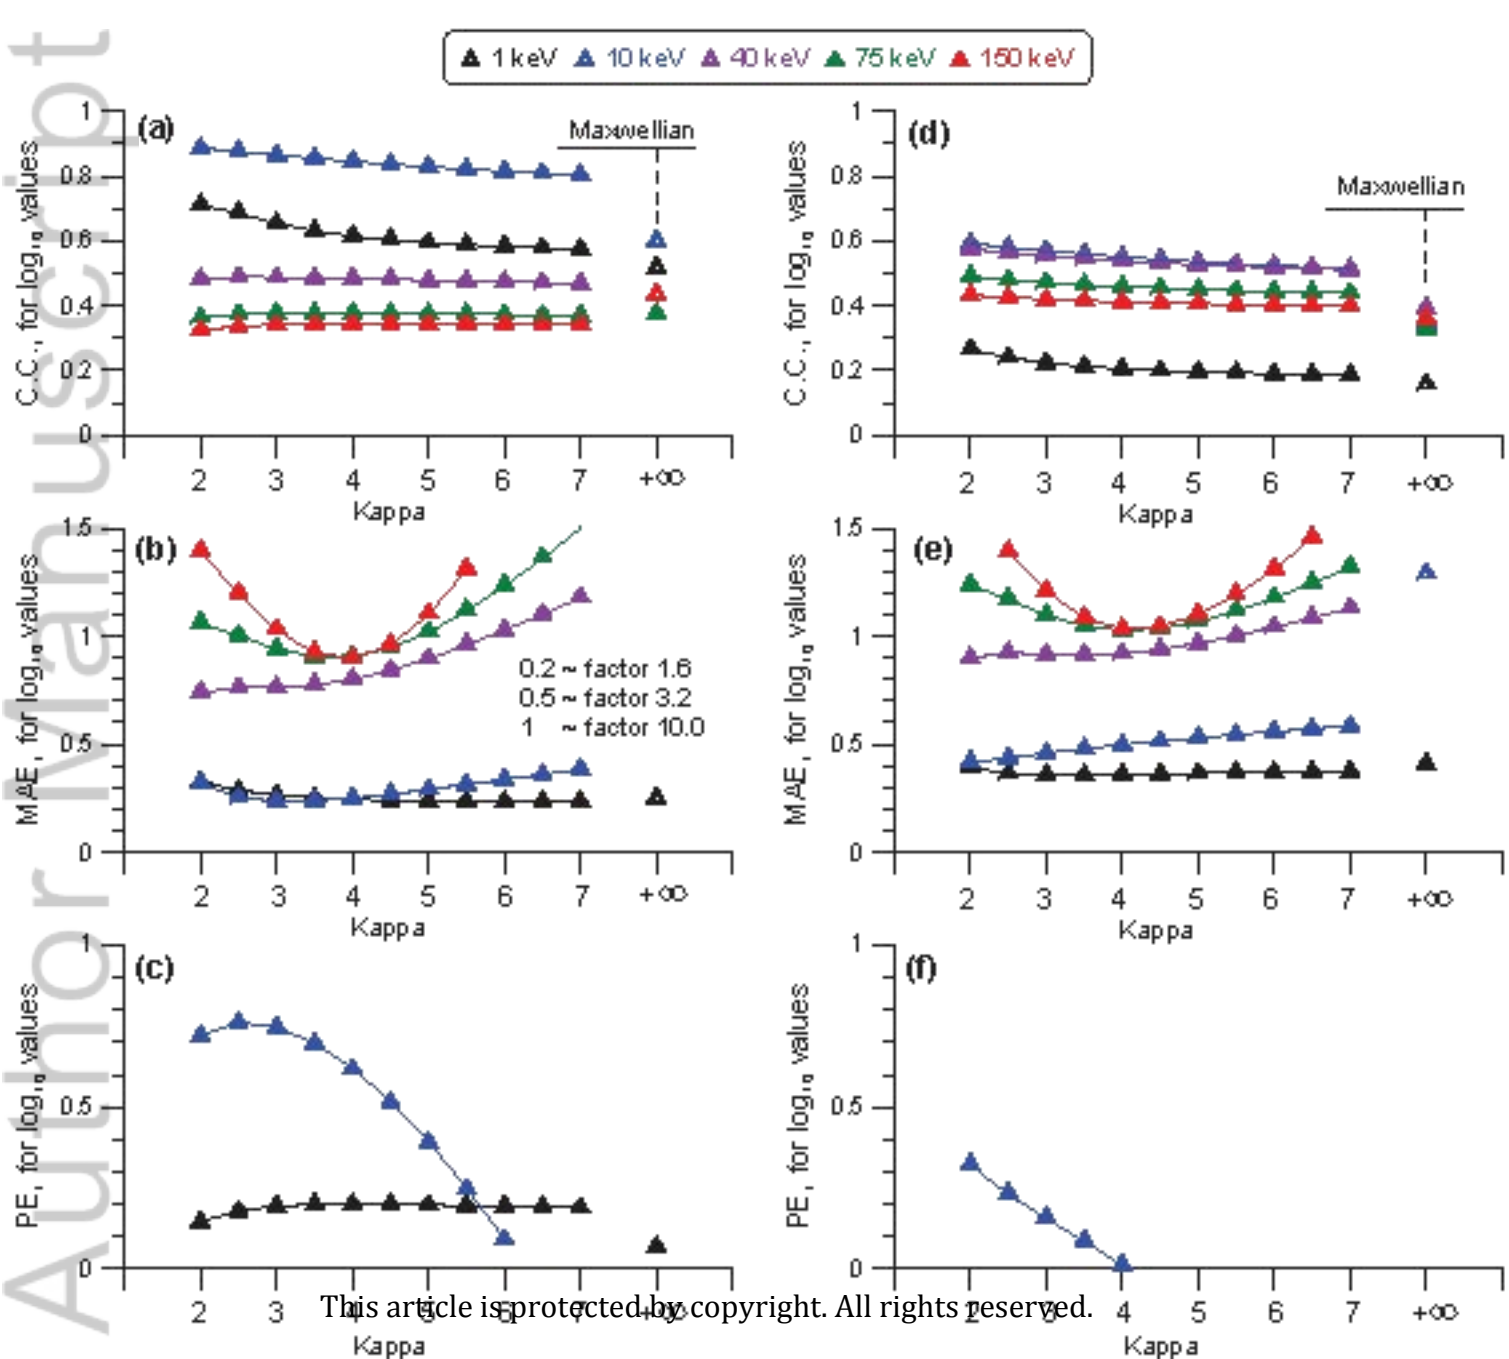 Author Manuscript
1 keV 10 keV 40 keV 75 keV 150 keV
(a)
Maxwellian
C.C., for log₁₀ values
1
0.8
0.6
0.4
0.2
0
2 3 4 5 6 7 +∞
Kappa
(d)
Maxwellian
C.C., for log₁₀ values
1
0.8
0.6
0.4
0.2
0
2 3 4 5 6 7 +∞
Kappa
(b)
MAE, for log₁₀ values
1.5
1
0.5
0
0.2 ~ factor 1.6
0.5 ~ factor 3.2
1 ~ factor 10.0
2 3 4 5 6 7 +∞
Kappa
(e)
MAE, for log₁₀ values
1.5
1
0.5
0
2 3 4 5 6 7 +∞
Kappa
(c)
PE, for log₁₀ values
1
0.5
0
2 3 4 5 6 7 +∞
Kappa
(f)
PE, for log₁₀ values
1
0.5
0
2 3 4 5 6 7 +∞
Kappa
This article is protected by copyright. All rights reserved.